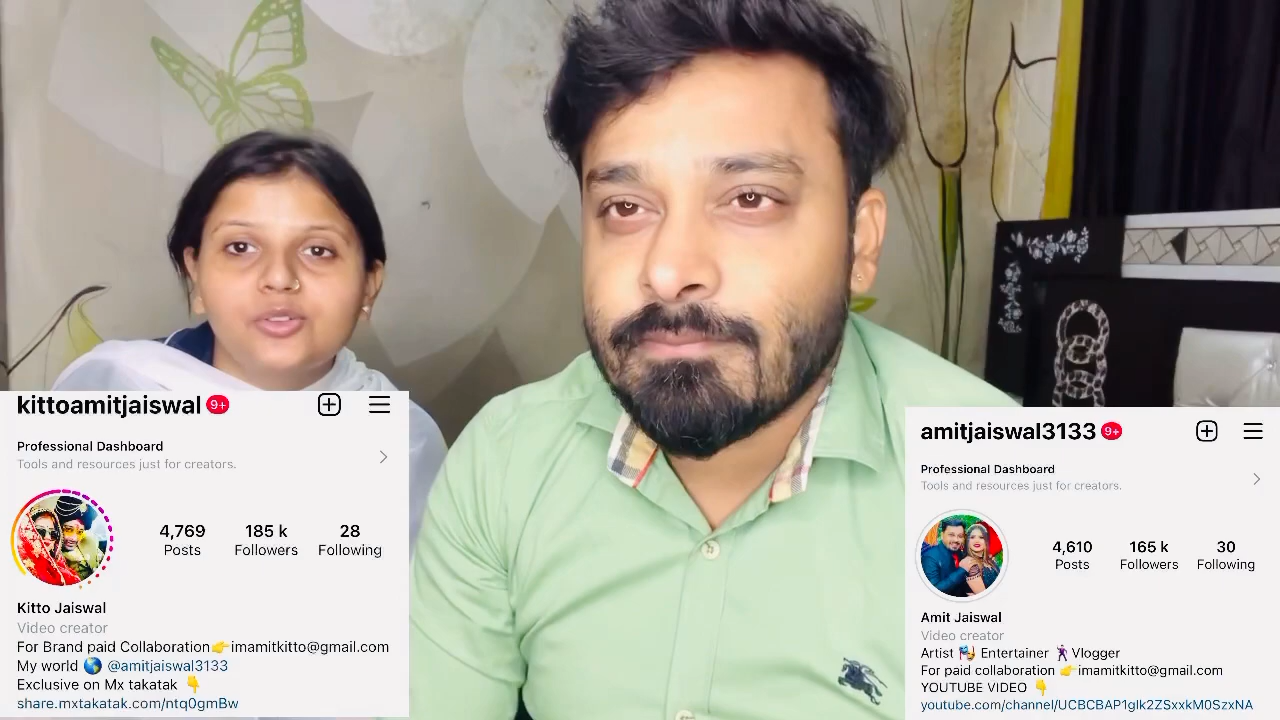 kittoamitjaiswal 9+
Professional Dashboard
Tools and resources just for creators.
4,769 185 k 28
Posts Followers Following
Kitto Jaiswal
Video creator
For Brand paid Collaboration👉imamitkitto@gmail.com
My world 🌎 @amitjaiswal3133
Exclusive on Mx takatak 👇
share.mxtakatak.com/rtq0gmBw
amitjaiswal3133 9+
Professional Dashboard
Tools and resources just for creators.
4,610 165 k 30
Posts Followers Following
Amit Jaiswal
Video creator
Artist 🎭 Entertainer 🕺Vlogger
For paid collaboration 👉imamitkitto@gmail.com
YOUTUBE VIDEO 👇
youtube.com/channel/UCBCBAP1glk2ZSxxkM0SzxNA